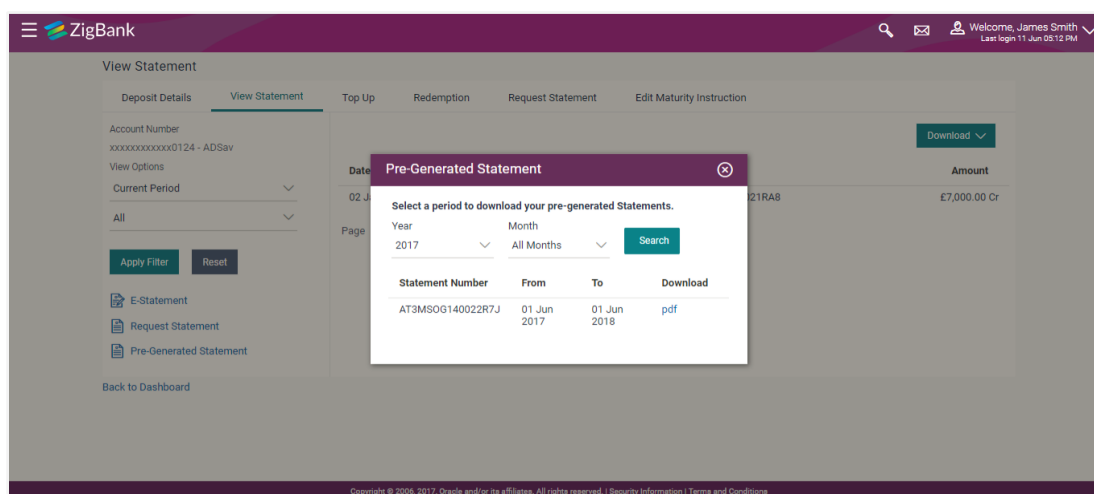 ZigBank
Welcome, James Smith
Last login 11 Jun 05:12 PM
View Statement
Deposit Details View Statement Top Up Redemption Request Statement Edit Maturity Instruction
Account Number
xxxxxxxxxxxx0124 - ADSav
View Options
Current Period
All
Apply Filter Reset
E-Statement
Request Statement
Pre-Generated Statement
Back to Dashboard
Download
Date Amount
02 J 21RA8 £7,000.00 Cr
Page
Pre-Generated Statement
Select a period to download your pre-generated Statements.
Year Month
2017 All Months Search
Statement Number From To Download
AT3MSOG140022R7J 01 Jun 01 Jun pdf
2017 2018
Copyright © 2006, 2017, Oracle and/or its affiliates. All rights reserved. | Security Information | Terms and Conditions